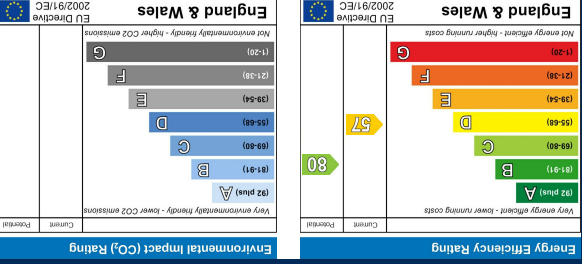 Energy Efficiency Rating
Current
Potential
Very energy efficient - lower running costs
(92 plus) A
(81-91) B
(69-80) C
(55-68) D
(39-54) E
(21-38) F
(1-20) G
57
80
Not energy efficient - higher running costs
England & Wales
EU Directive
2002/91/EC
Environmental Impact (CO₂) Rating
Current
Potential
Very environmentally friendly - lower CO2 emissions
(92 plus) A
(81-91) B
(69-80) C
(55-68) D
(39-54) E
(21-38) F
(1-20) G
Not environmentally friendly - higher CO2 emissions
England & Wales
EU Directive
2002/91/EC